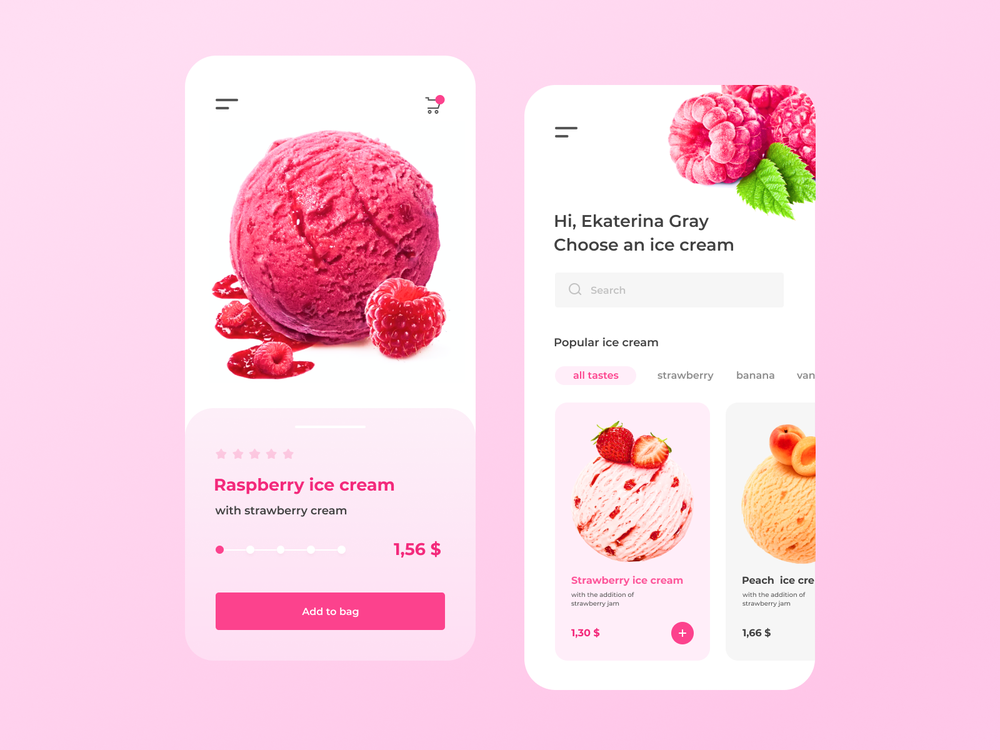 Raspberry ice cream
with strawberry cream
1,56 $
Add to bag
Hi, Ekaterina Gray
Choose an ice cream
Search
Popular ice cream
all tastes strawberry banana van
Strawberry ice cream
with the addition of
strawberry jam
1,30 $
+
Peach ice cre
with the addition of
strawberry jam
1,66 $